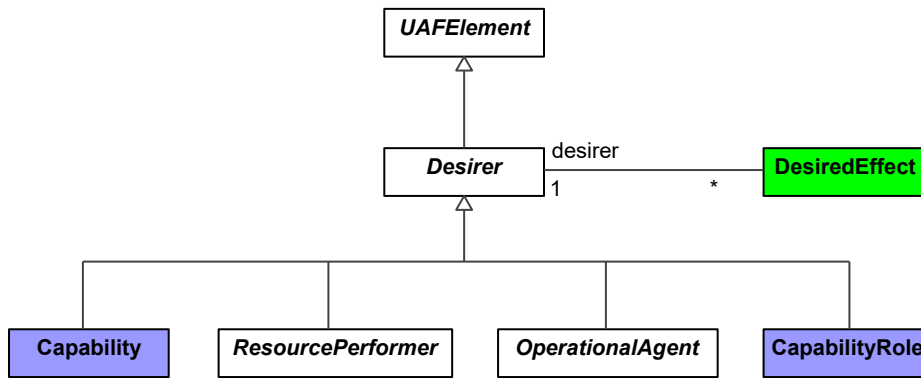 UAFElement
desirer
Desirer
DesiredEffect
1
*
Capability
ResourcePerformer
OperationalAgent
CapabilityRole